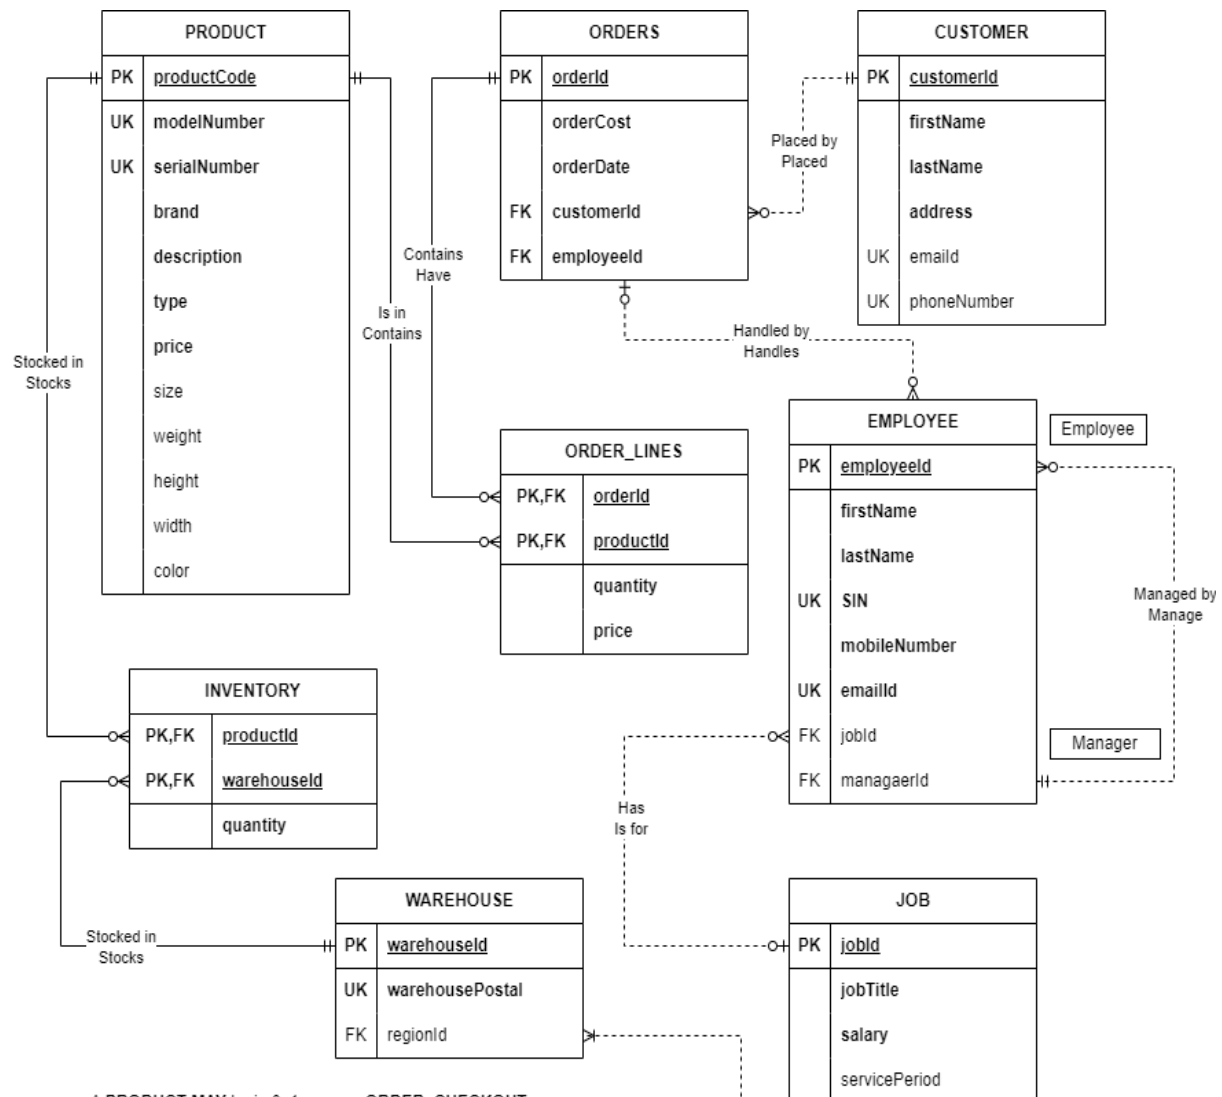 PRODUCT
PK productCode
UK modelNumber
UK serialNumber
brand
description
type
price
size
weight
height
width
color
ORDERS
PK orderId
orderCost
orderDate
FK customerId
FK employeeId
CUSTOMER
PK customerId
firstName
lastName
address
UK emaId
UK phoneNumber
Placed by
Placed
Contains
Have
Is in
Contains
Handled by
Handles
Stocked in
Stocks
ORDER_LINES
PK,FK orderId
PK,FK productId
quantity
price
EMPLOYEE
PK employeeId
firstName
lastName
UK SIN
mobileNumber
UK emailId
FK jobId
FK managaerId
Employee
Managed by
Manage
Manager
INVENTORY
PK,FK productId
PK,FK warehouseId
quantity
Has
Is for
Stocked in
Stocks
WAREHOUSE
PK warehouseId
UK warehousePostal
FK regionId
JOB
PK jobId
jobTitle
salary
servicePeriod
PRODUCT MAY ORDER_CHECKOUT